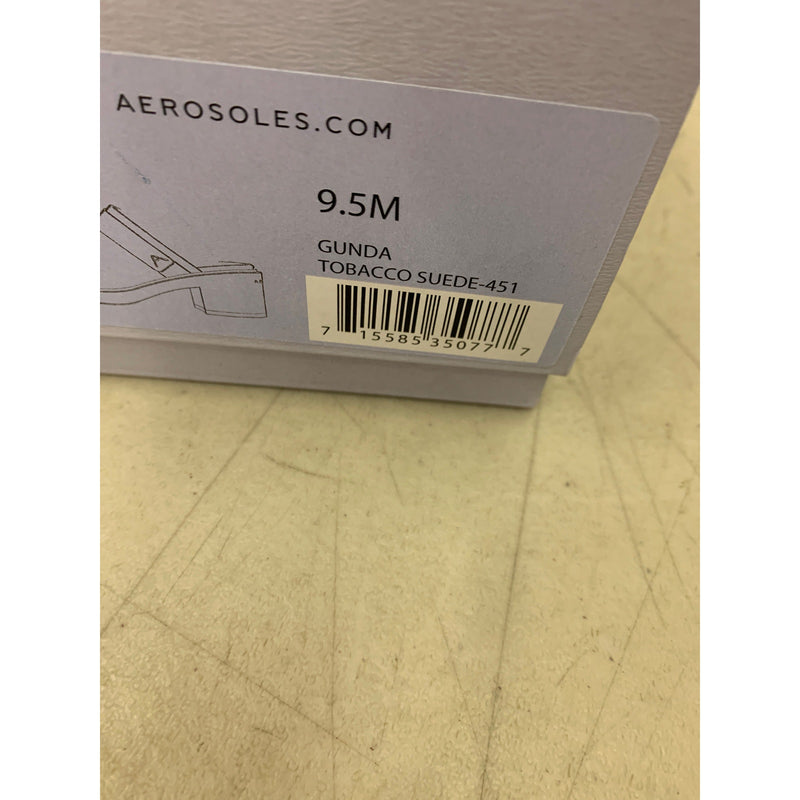 AEROSOLES.COM
9.5M
GUNDA
TOBACCO SUEDE-451
7 15585 35077 7